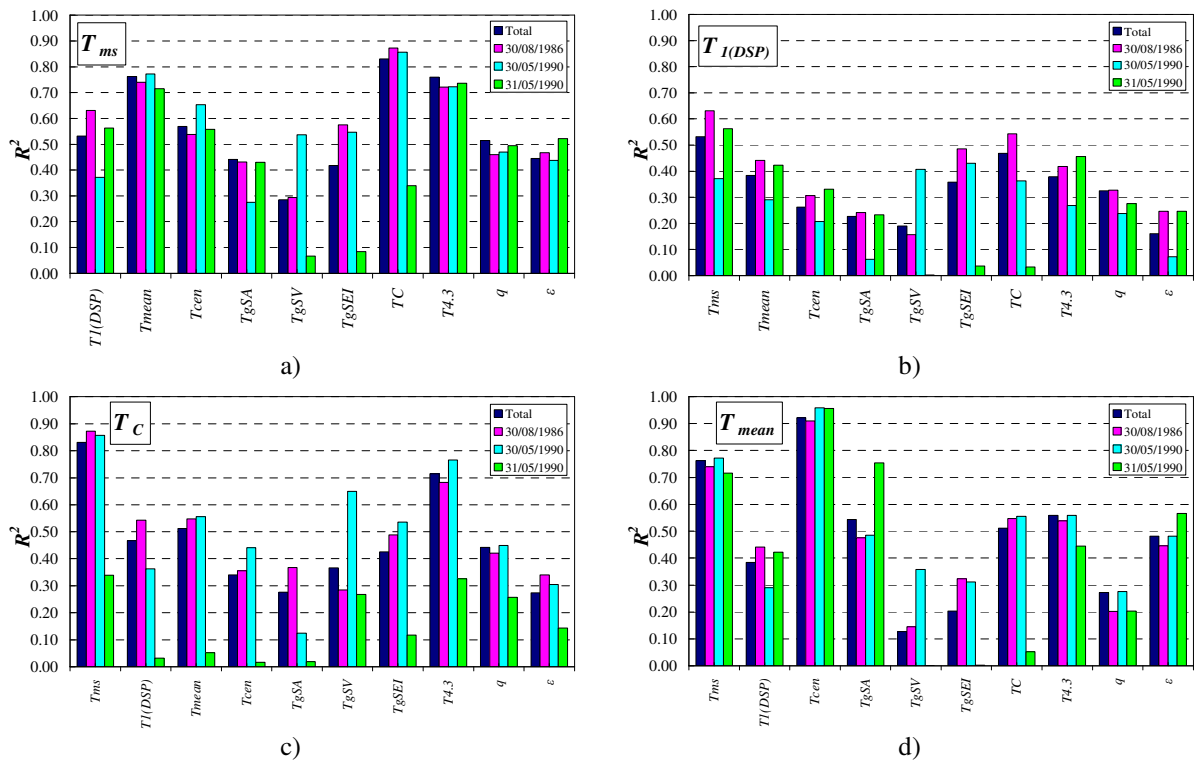 T ms
R²
1.00
0.90
0.80
0.70
0.60
0.50
0.40
0.30
0.20
0.10
0.00
Total
30/08/1986
30/05/1990
31/05/1990
T1(DSP) Tmean Tcen TgSA TgSV TgSEI TC T4.3 q ε
a)
T 1(DSP)
R²
1.00
0.90
0.80
0.70
0.60
0.50
0.40
0.30
0.20
0.10
0.00
Total
30/08/1986
30/05/1990
31/05/1990
Tms Tmean Tcen TgSA TgSV TgSEI TC T4.3 q ε
b)
T C
R²
1.00
0.90
0.80
0.70
0.60
0.50
0.40
0.30
0.20
0.10
0.00
Total
30/08/1986
30/05/1990
31/05/1990
Tms T1(DSP) Tmean Tcen TgSA TgSV TgSEI T4.3 q ε
c)
T mean
R²
1.00
0.90
0.80
0.70
0.60
0.50
0.40
0.30
0.20
0.10
0.00
Total
30/08/1986
30/05/1990
31/05/1990
Tms T1(DSP) Tcen TgSA TgSV TgSEI TC T4.3 q ε
d)